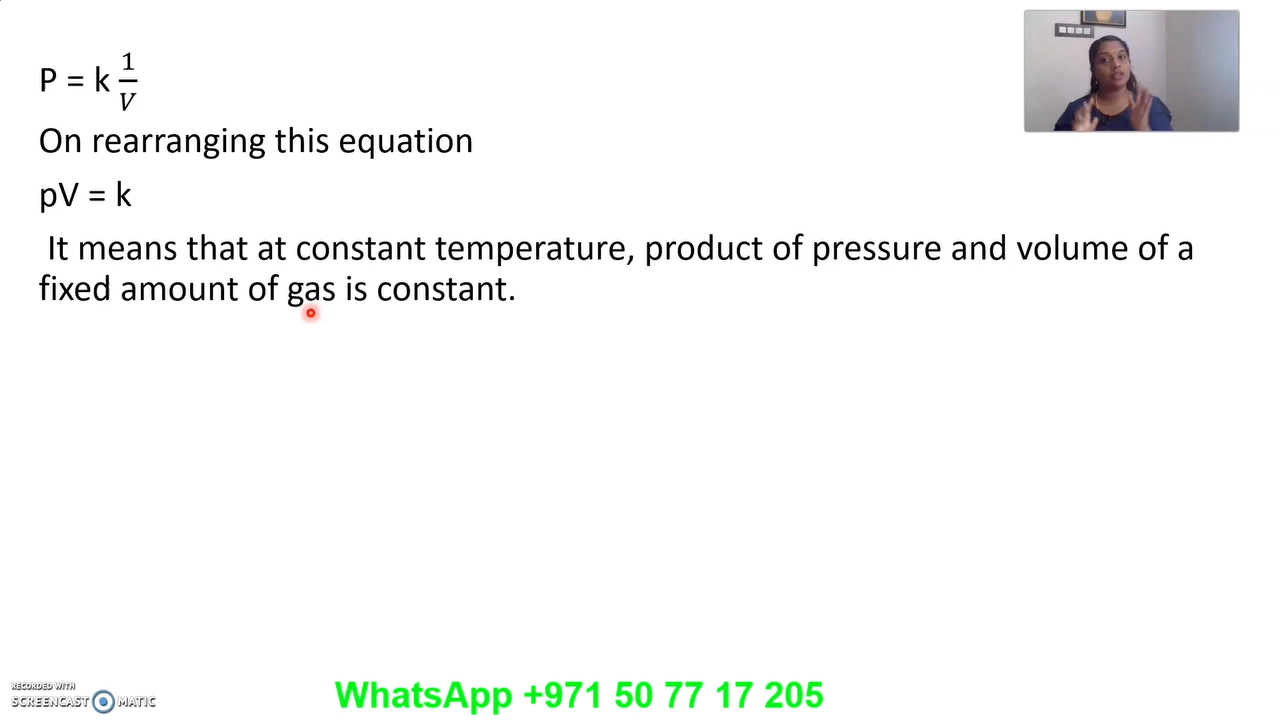 P = k 1/V
On rearranging this equation
pV = k
It means that at constant temperature, product of pressure and volume of a
fixed amount of gas is constant.
RECORDED WITH
SCREENCAST MATIC
WhatsApp +971 50 77 17 205